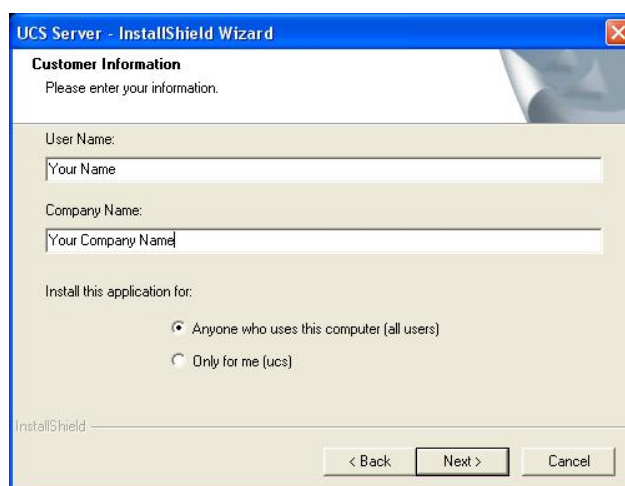 UCS Server - InstallShield Wizard
Customer Information
Please enter your information.
User Name:
Your Name
Company Name:
Your Company Name
Install this application for:
Anyone who uses this computer (all users)
Only for me (ucs)
InstallShield
< Back Next > Cancel